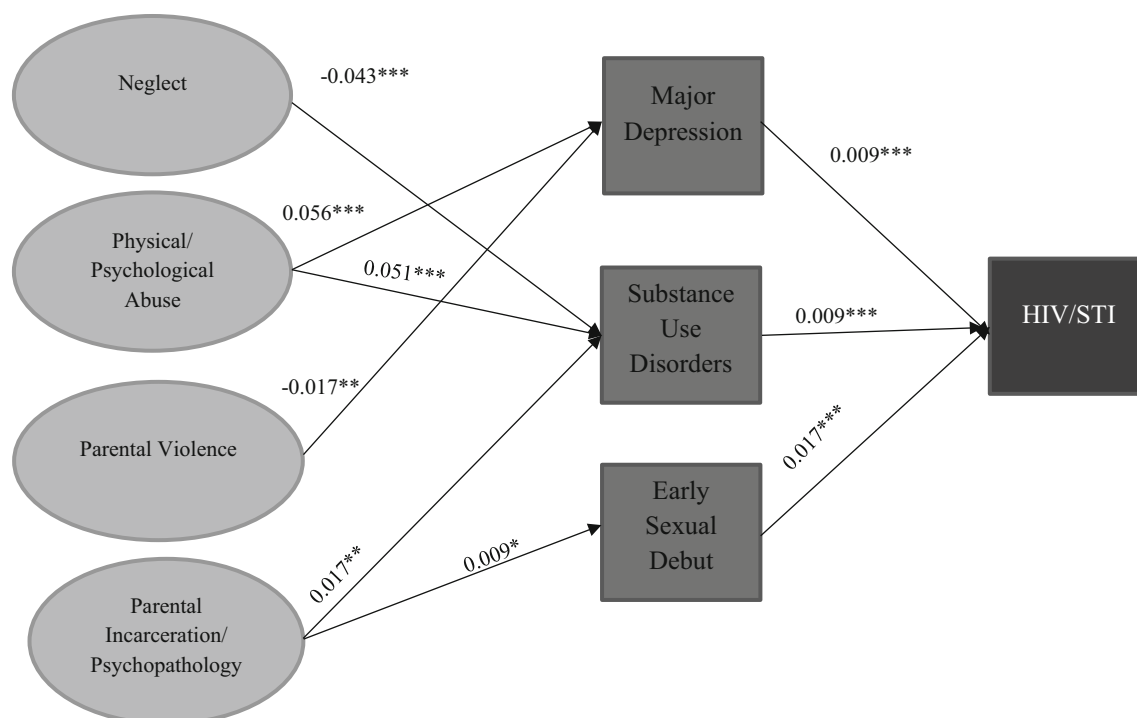 Neglect
-0.043***
Major
Depression
0.009***
Physical/
Psychological
Abuse
0.056***
0.051***
Substance
Use
Disorders
0.009***
HIV/STI
Parental Violence
-0.017**
0.017***
Early
Sexual
Debut
Parental
Incarceration/
Psychopathology
0.017**
0.009*